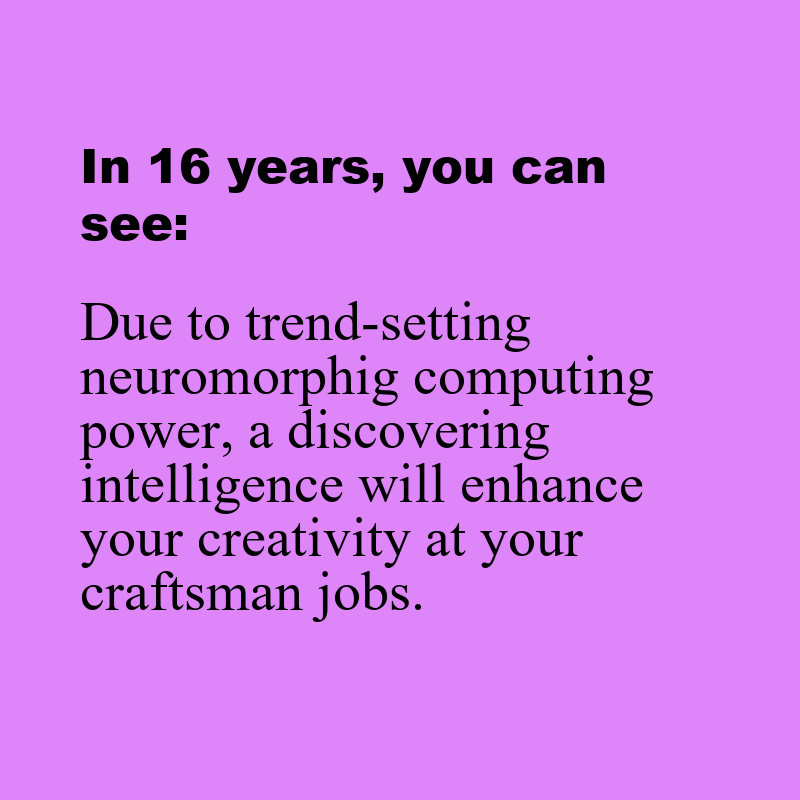 In 16 years, you can
see:
Due to trend-setting
neuromorphig computing
power, a discovering
intelligence will enhance
your creativity at your
craftsman jobs.